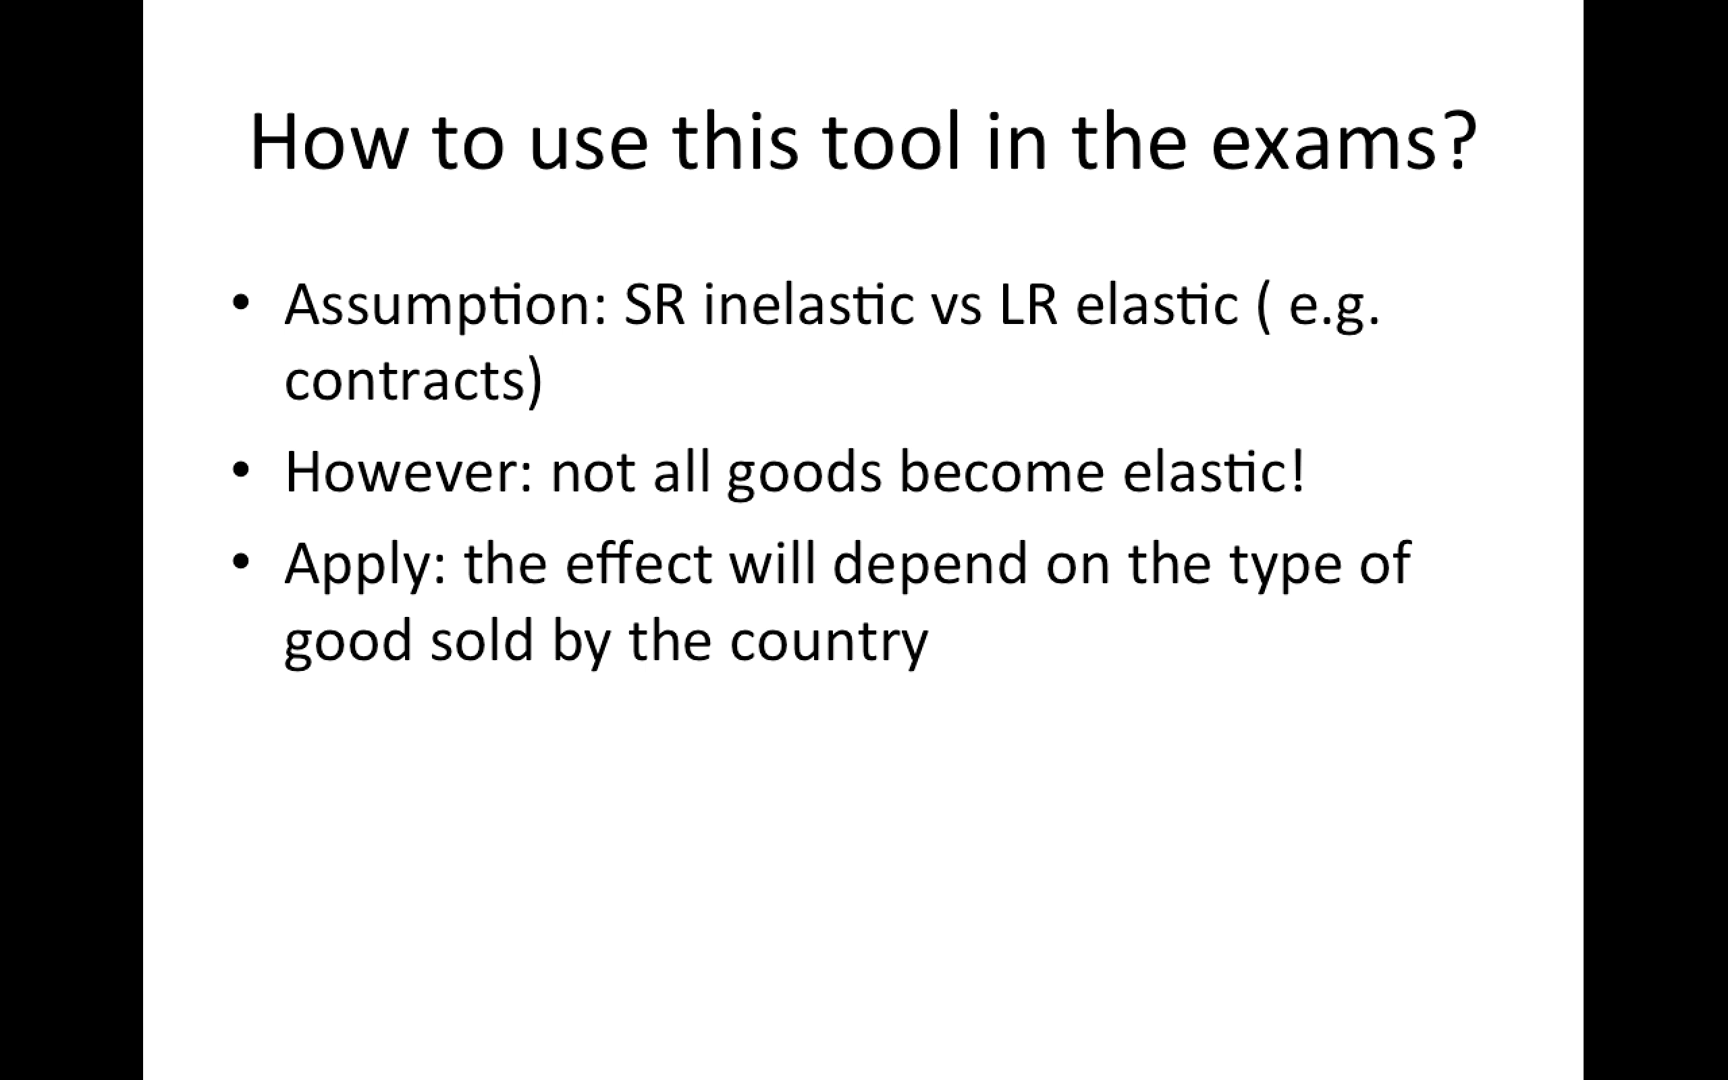 How to use this tool in the exams?
• Assumption: SR inelastic vs LR elastic ( e.g.
contracts)
• However: not all goods become elastic!
• Apply: the effect will depend on the type of
good sold by the country